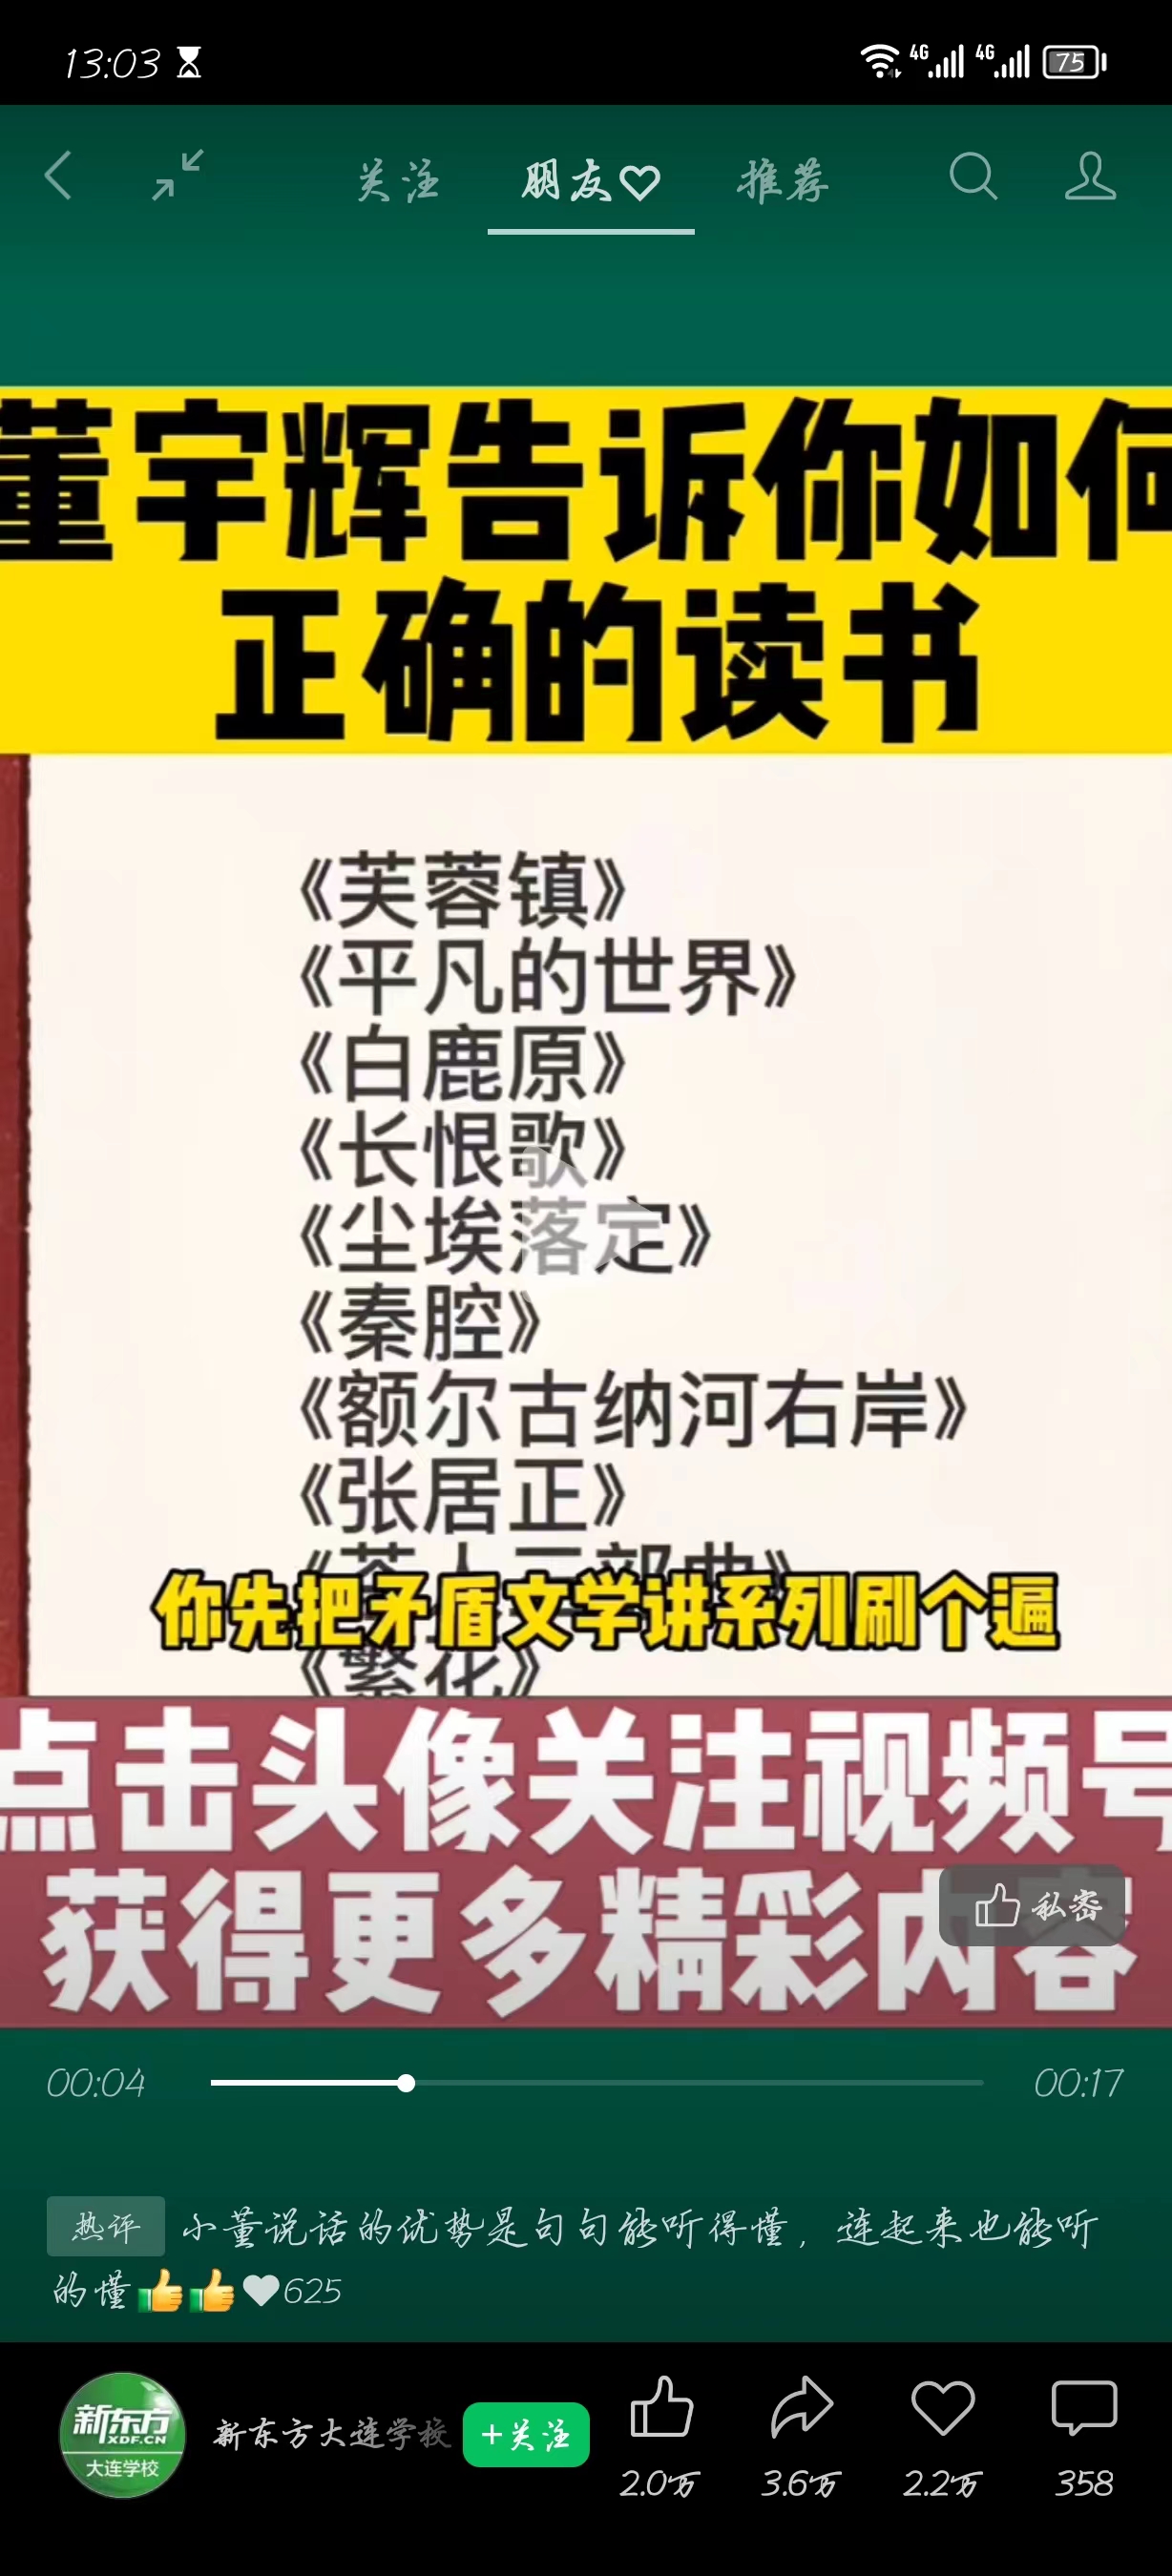 13:03
4G 4G 75
关注 朋友 推荐
董宇辉告诉你如何
正确的读书
《芙蓉镇》
《平凡的世界》
《白鹿原》
《长恨歌》
《尘埃落定》
《秦腔》
《额尔古纳河右岸》
《张居正》
你先把矛盾文学讲系列刷个遍
《繁花》
点击头像关注视频号
获得更多精彩内容
私密
00:04 00:17
热评 小董说话的优势是句句能听得懂，连起来也能听
的懂👍👍625
新东方
XDF.CN
大连学校
新东方大连学校 +关注
2.0万 3.6万 2.2万 358